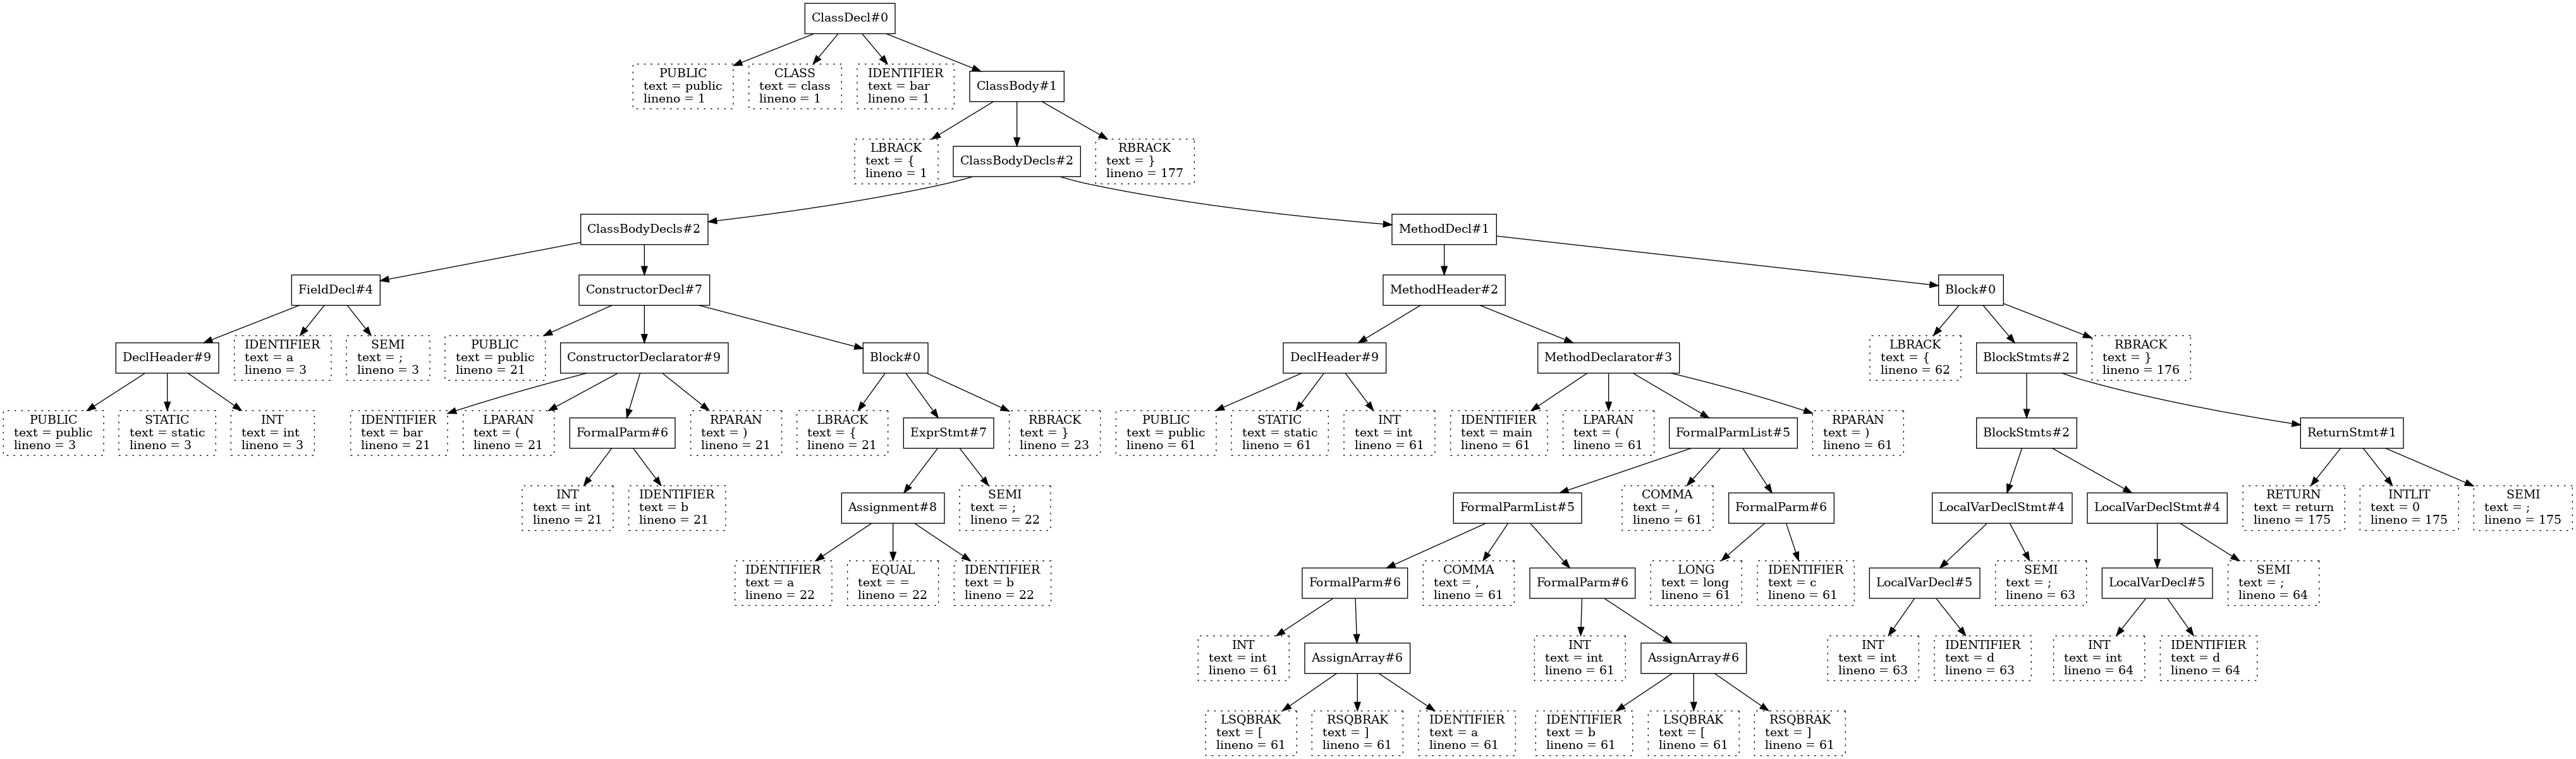 ClassDecl#0
PUBLIC
text = public
lineno = 1
CLASS
text = class
lineno = 1
IDENTIFIER
text = bar
lineno = 1
ClassBody#1
LBRACK
text = {
lineno = 1
ClassBodyDecls#2
RBRACK
text = }
lineno = 177
ClassBodyDecls#2
MethodDecl#1
FieldDecl#4
ConstructorDecl#7
MethodHeader#2
Block#0
DeclHeader#9
IDENTIFIER
text = a
lineno = 3
SEMI
text = ;
lineno = 3
PUBLIC
text = public
lineno = 21
ConstructorDeclarator#9
Block#0
DeclHeader#9
MethodDeclarator#3
LBRACK
text = {
lineno = 62
BlockStmts#2
RBRACK
text = }
lineno = 176
PUBLIC
text = public
lineno = 3
STATIC
text = static
lineno = 3
INT
text = int
lineno = 3
IDENTIFIER
text = bar
lineno = 21
LPARAN
text = (
lineno = 21
FormalParm#6
RPARAN
text = )
lineno = 21
LBRACK
text = {
lineno = 21
ExprStmt#7
RBRACK
text = }
lineno = 23
PUBLIC
text = public
lineno = 61
STATIC
text = static
lineno = 61
INT
text = int
lineno = 61
IDENTIFIER
text = main
lineno = 61
LPARAN
text = (
lineno = 61
FormalParmList#5
RPARAN
text = )
lineno = 61
BlockStmts#2
ReturnStmt#1
INT
text = int
lineno = 21
IDENTIFIER
text = b
lineno = 21
Assignment#8
SEMI
text = ;
lineno = 22
FormalParmList#5
COMMA
text = ,
lineno = 61
FormalParm#6
LocalVarDeclStmt#4
LocalVarDeclStmt#4
RETURN
text = return
lineno = 175
INTLIT
text = 0
lineno = 175
SEMI
text = ;
lineno = 175
IDENTIFIER
text = a
lineno = 22
EQUAL
text = =
lineno = 22
IDENTIFIER
text = b
lineno = 22
FormalParm#6
COMMA
text = ,
lineno = 61
FormalParm#6
LONG
text = long
lineno = 61
IDENTIFIER
text = c
lineno = 61
LocalVarDecl#5
SEMI
text = ;
lineno = 63
LocalVarDecl#5
SEMI
text = ;
lineno = 64
INT
text = int
lineno = 61
AssignArray#6
INT
text = int
lineno = 61
AssignArray#6
INT
text = int
lineno = 63
IDENTIFIER
text = d
lineno = 63
INT
text = int
lineno = 64
IDENTIFIER
text = d
lineno = 64
LSQBRAK
text = [
lineno = 61
RSQBRAK
text = ]
lineno = 61
IDENTIFIER
text = a
lineno = 61
IDENTIFIER
text = b
lineno = 61
LSQBRAK
text = [
lineno = 61
RSQBRAK
text = ]
lineno = 61